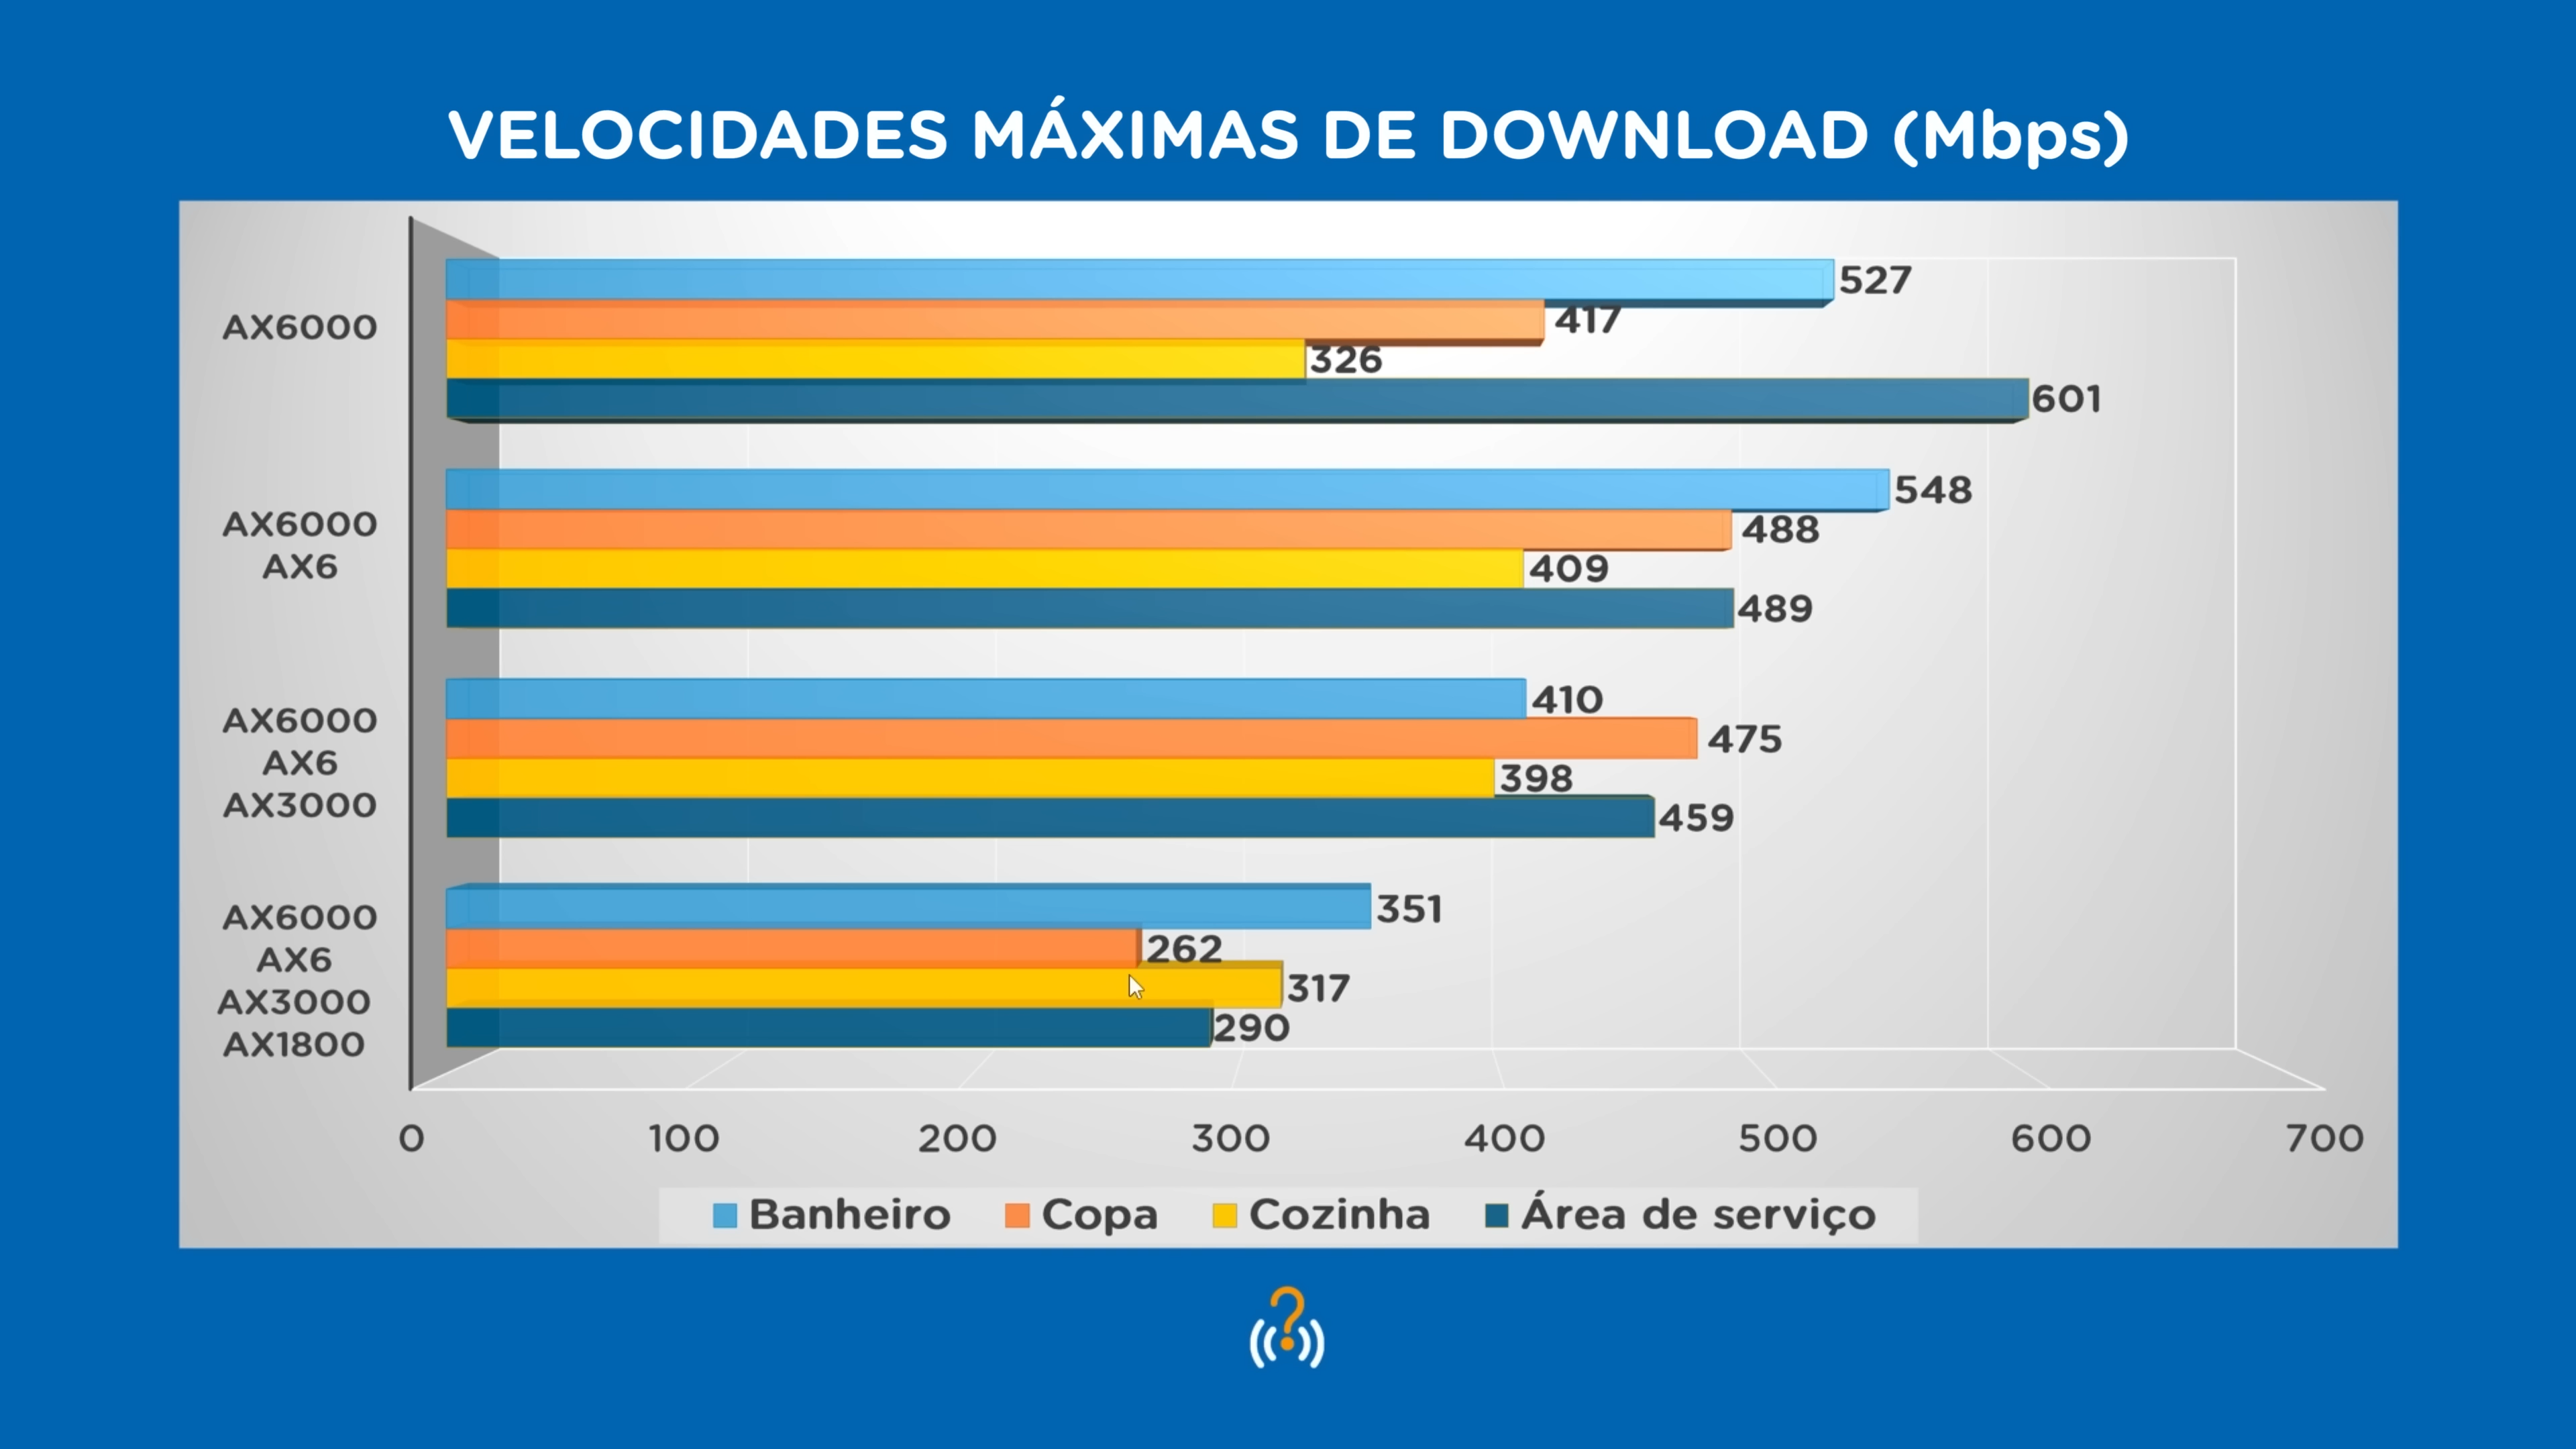 VELOCIDADES MÁXIMAS DE DOWNLOAD (Mbps)
AX6000
527
417
326
601
AX6000
AX6
548
488
409
489
AX6000
AX6
AX3000
410
475
398
459
AX6000
AX6
AX3000
AX1800
351
262
317
290
0 100 200 300 400 500 600 700
Banheiro Copa Cozinha Área de serviço